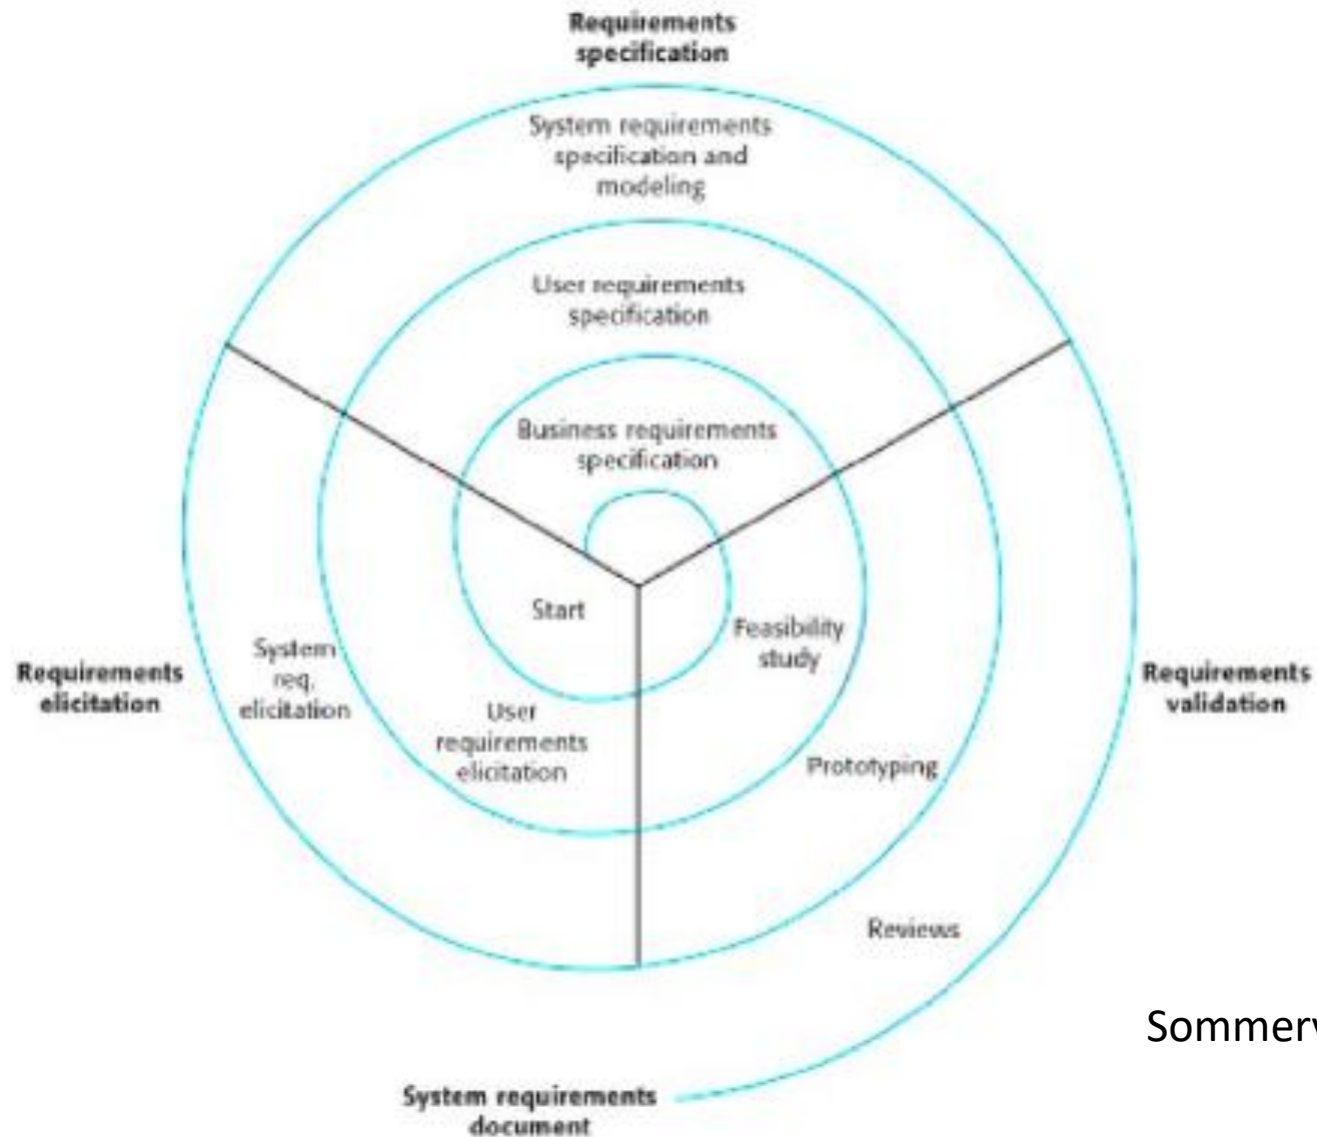 Requirements
specification
System requirements
specification and
modeling
User requirements
specification
Business requirements
specification
Start
Feasibility
study
System
req.
elicitation
Requirements
elicitation
Requirements
validation
User
requirements
elicitation
Prototyping
Reviews
Sommerv
System requirements
document